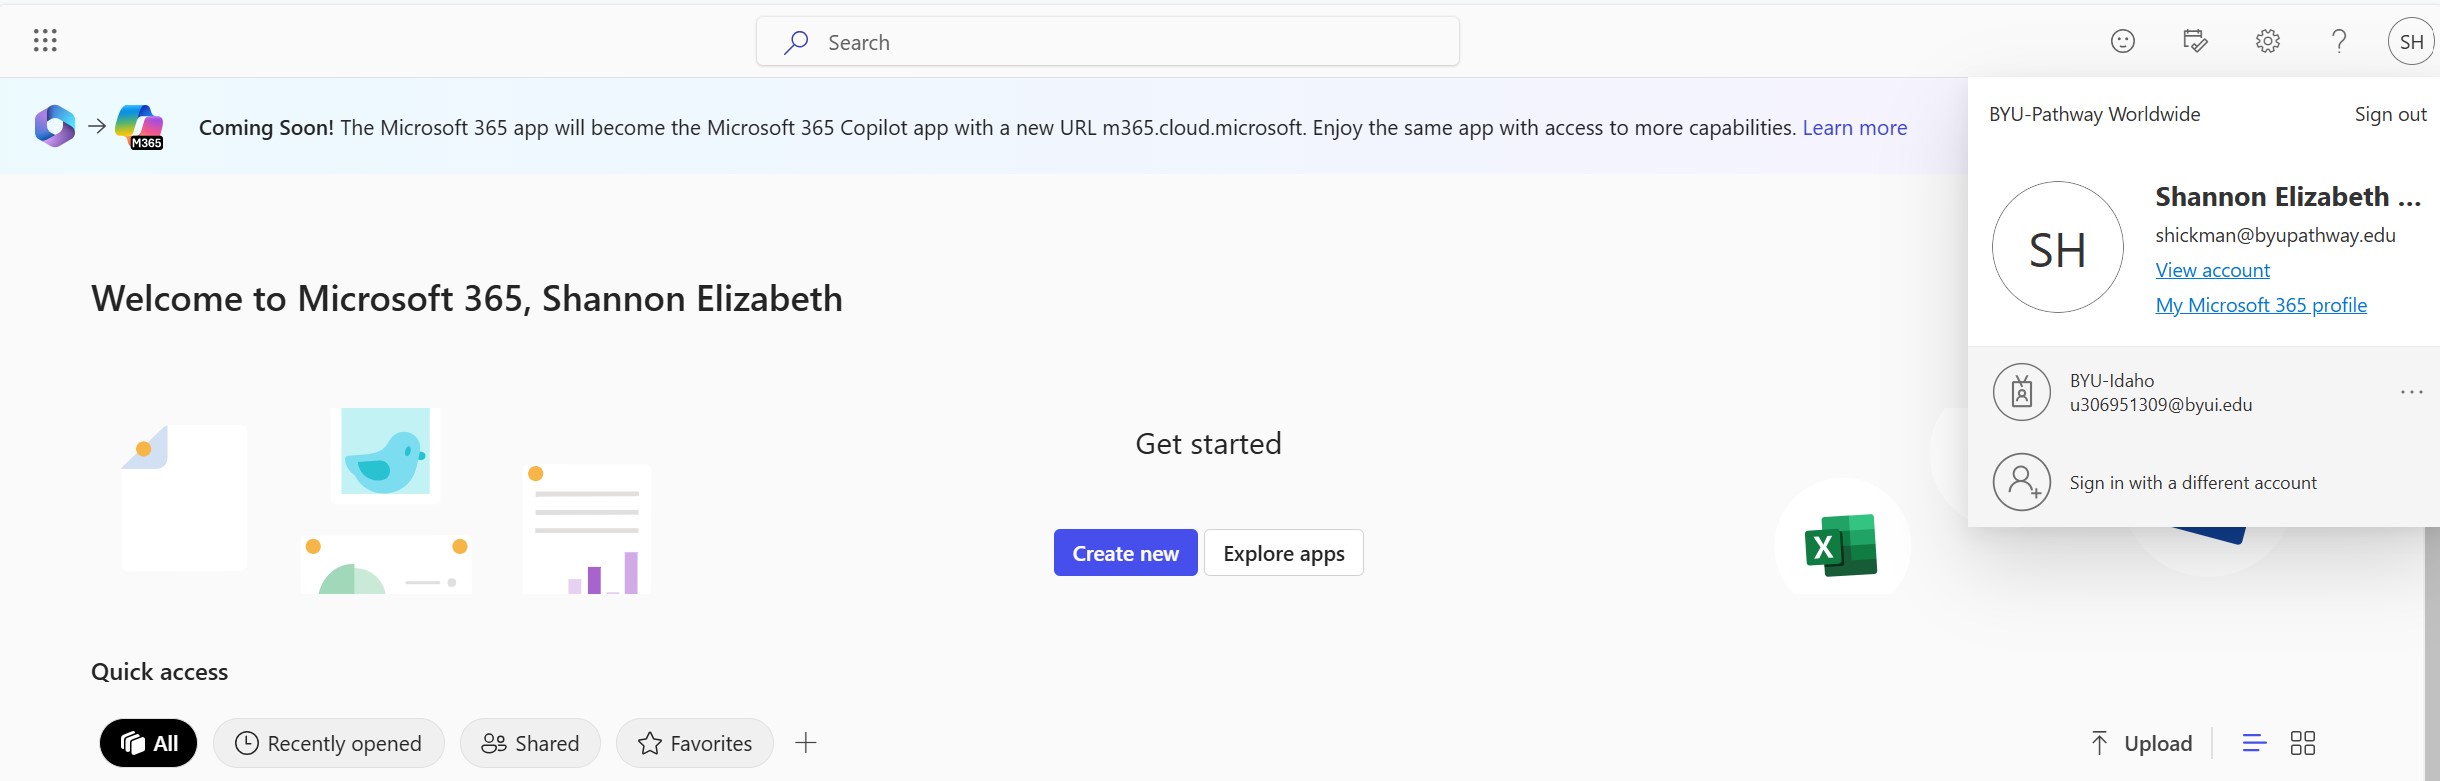 Search
SH
M365
Coming Soon! The Microsoft 365 app will become the Microsoft 365 Copilot app with a new URL m365.cloud.microsoft. Enjoy the same app with access to more capabilities. Learn more
BYU-Pathway Worldwide
Sign out
SH
Shannon Elizabeth ...
shickman@byupathway.edu
View account
My Microsoft 365 profile
BYU-Idaho
u306951309@byui.edu
Sign in with a different account
Welcome to Microsoft 365, Shannon Elizabeth
Get started
Create new
Explore apps
X
Quick access
All
Recently opened
Shared
Favorites
Upload